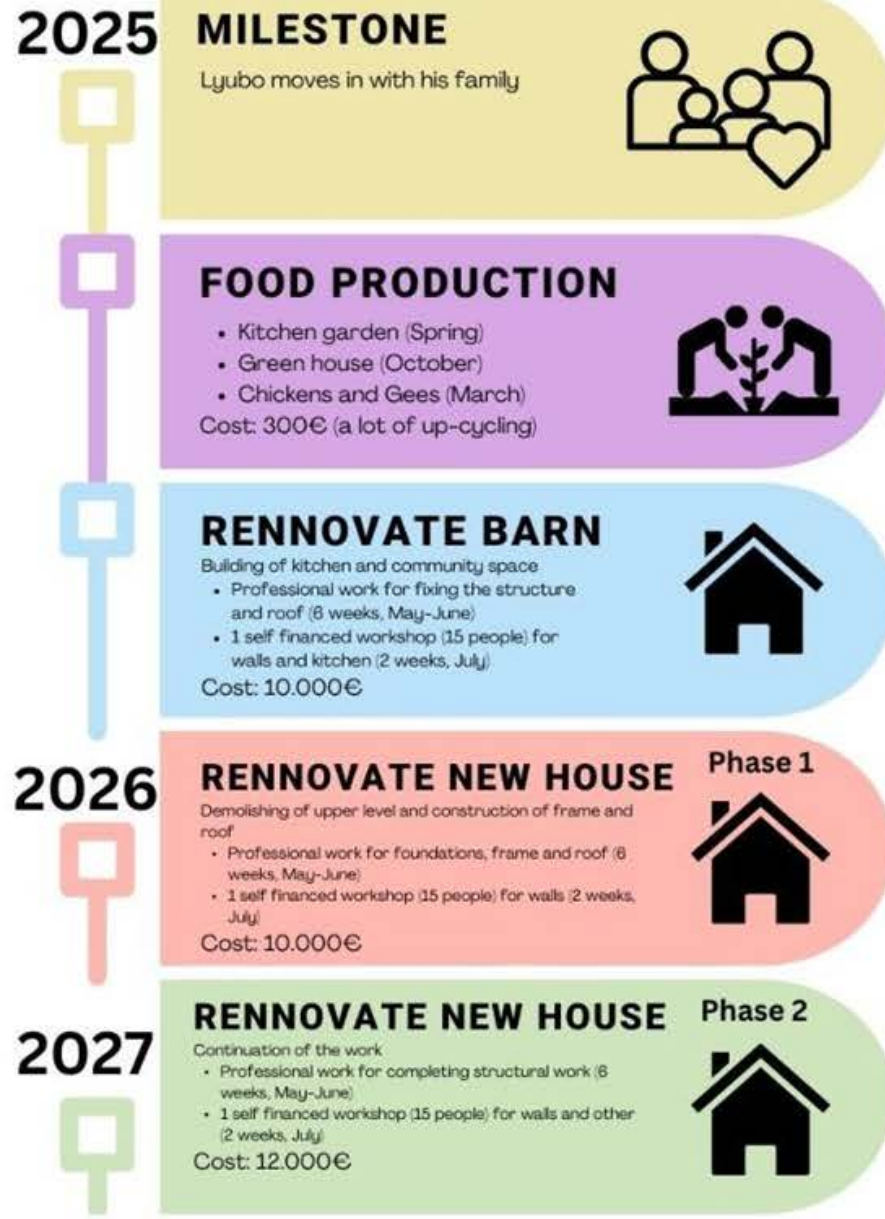 2025
MILESTONE
Lyubo moves in with his family
FOOD PRODUCTION
• Kitchen garden (Spring)
• Green house (October)
• Chickens and Gees (March)
Cost: 300€ (a lot of up-cycling)
RENNOVATE BARN
Building of kitchen and community space
• Professional work for fixing the structure
and roof (6 weeks, May-June)
• 1 self financed workshop (15 people) for
walls and kitchen (2 weeks, July)
Cost: 10.000€
2026
RENNOVATE NEW HOUSE
Phase 1
Demolishing of upper level and construction of frame and
roof
• Professional work for foundations, frame and roof (6
weeks, May-June)
• 1 self financed workshop (15 people) for walls (2 weeks,
July)
Cost: 10.000€
2027
RENNOVATE NEW HOUSE
Phase 2
Continuation of the work
• Professional work for completing structural work (6
weeks, May-June)
• 1 self financed workshop (15 people) for walls and other
(2 weeks, July)
Cost: 12.000€